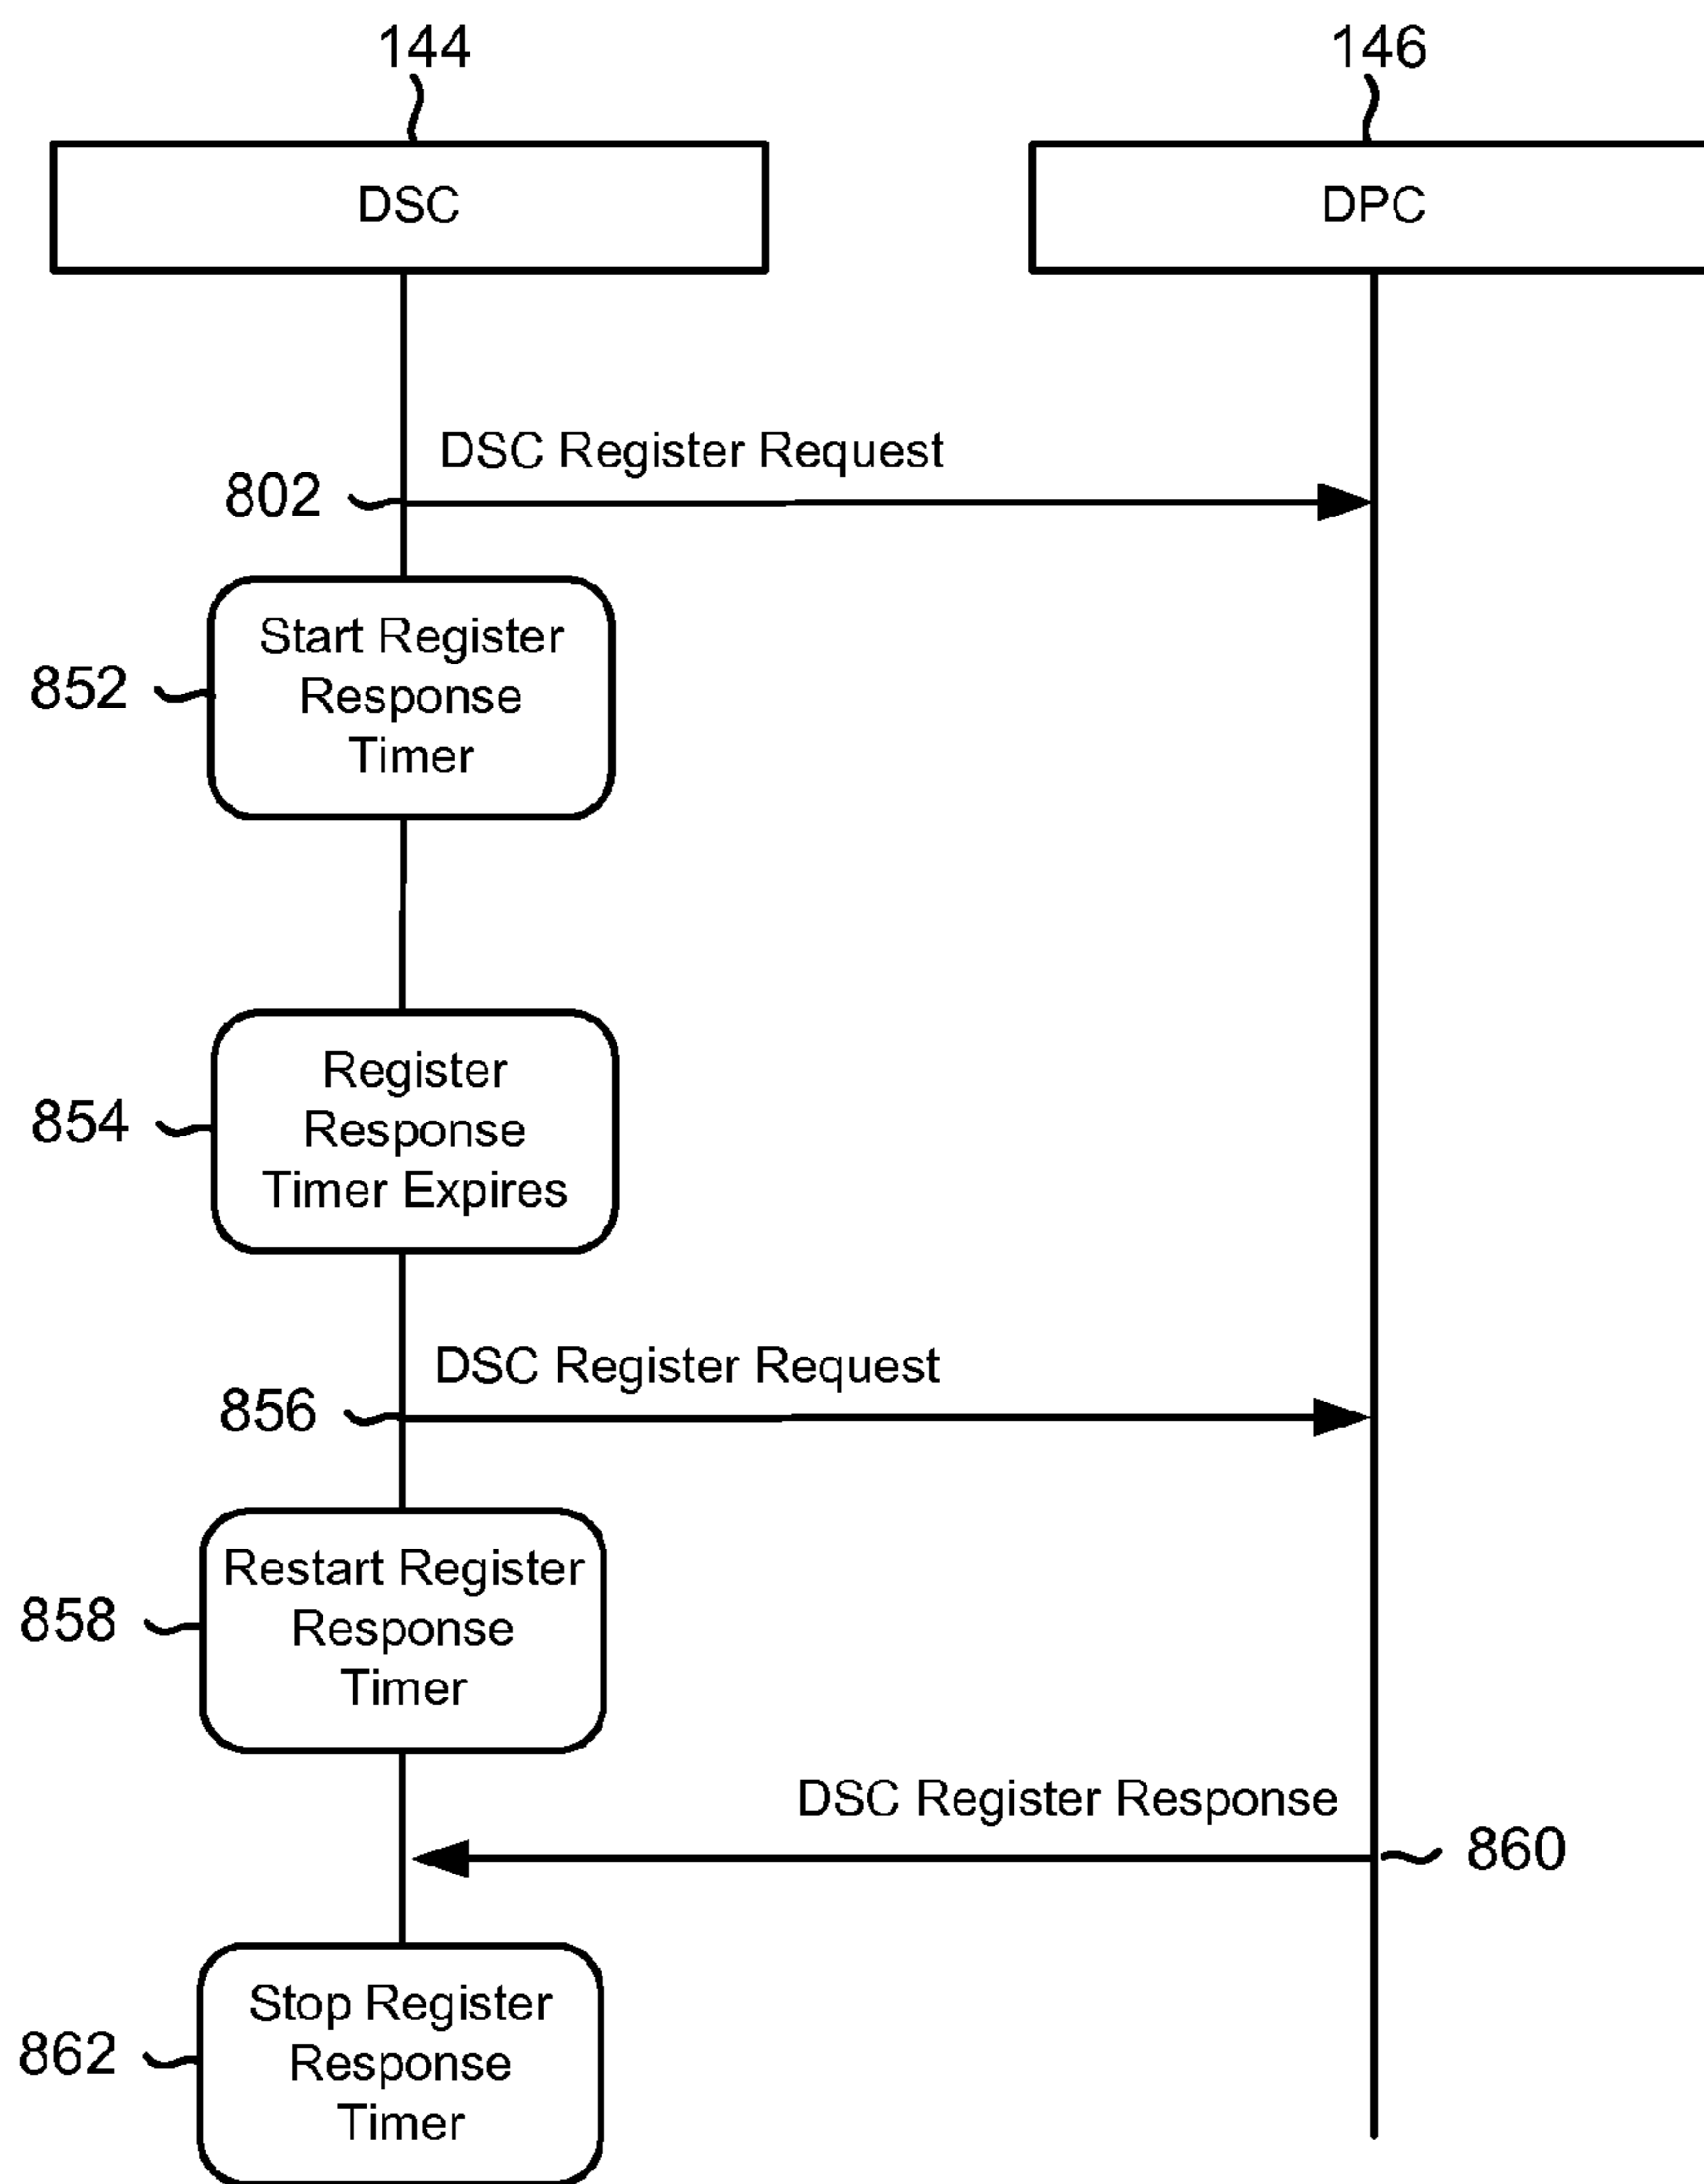 144
146
DSC
DPC
DSC Register Request
802
Start Register
Response
Timer
852
Register
Response
Timer Expires
854
DSC Register Request
856
Restart Register
Response
Timer
858
DSC Register Response
860
Stop Register
Response
Timer
862